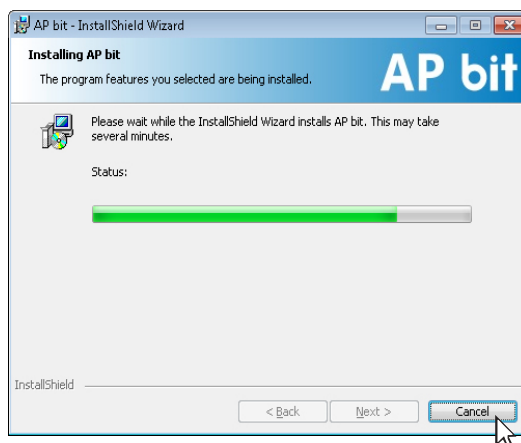 AP bit - InstallShield Wizard
Installing AP bit
The program features you selected are being installed.
AP bit
Please wait while the InstallShield Wizard installs AP bit. This may take
several minutes.
Status:
InstallShield
< Back
Next >
Cancel